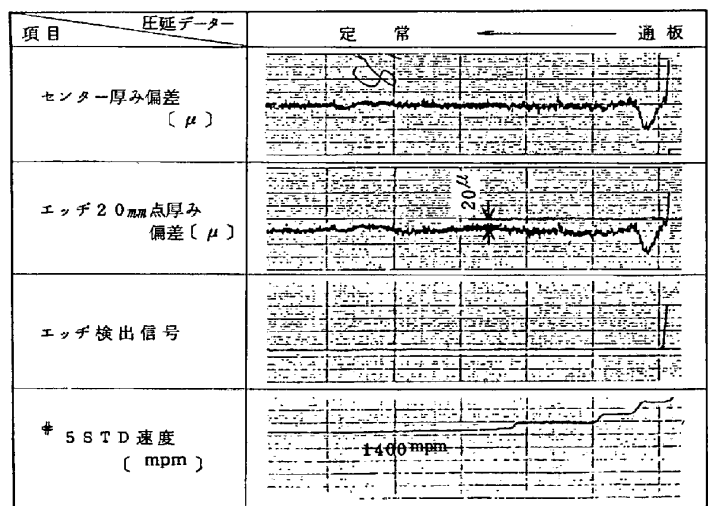 圧延データー
項目
定 常 ← 通板
センター厚み偏差
〔 μ 〕
エッヂ20mm点厚み
偏差〔 μ 〕
20μ
エッヂ検出信号
# 5STD速度
〔 mpm 〕
1400mpm